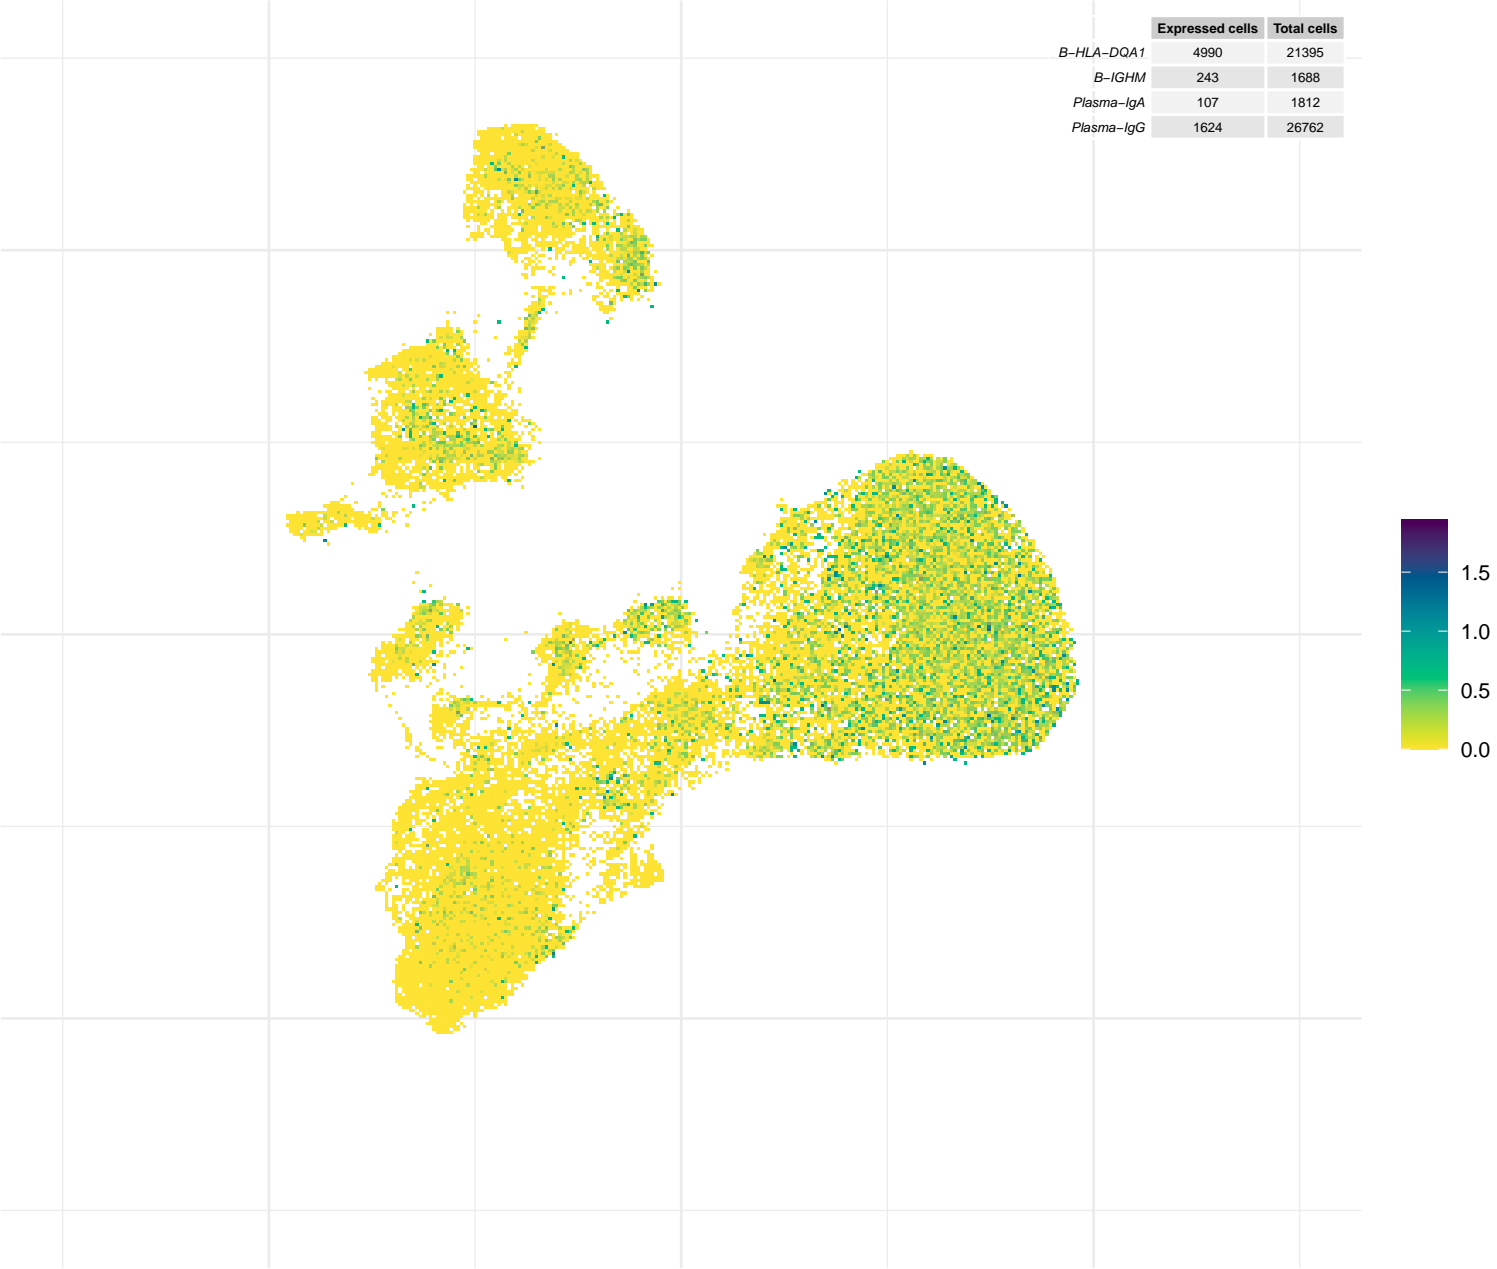 Expressed cells Total cells
B−HLA−DQA1 4990 21395
B−IGHM 243 1688
Plasma−IgA 107 1812
Plasma−IgG 1624 26762
1.5
1.0
0.5
0.0